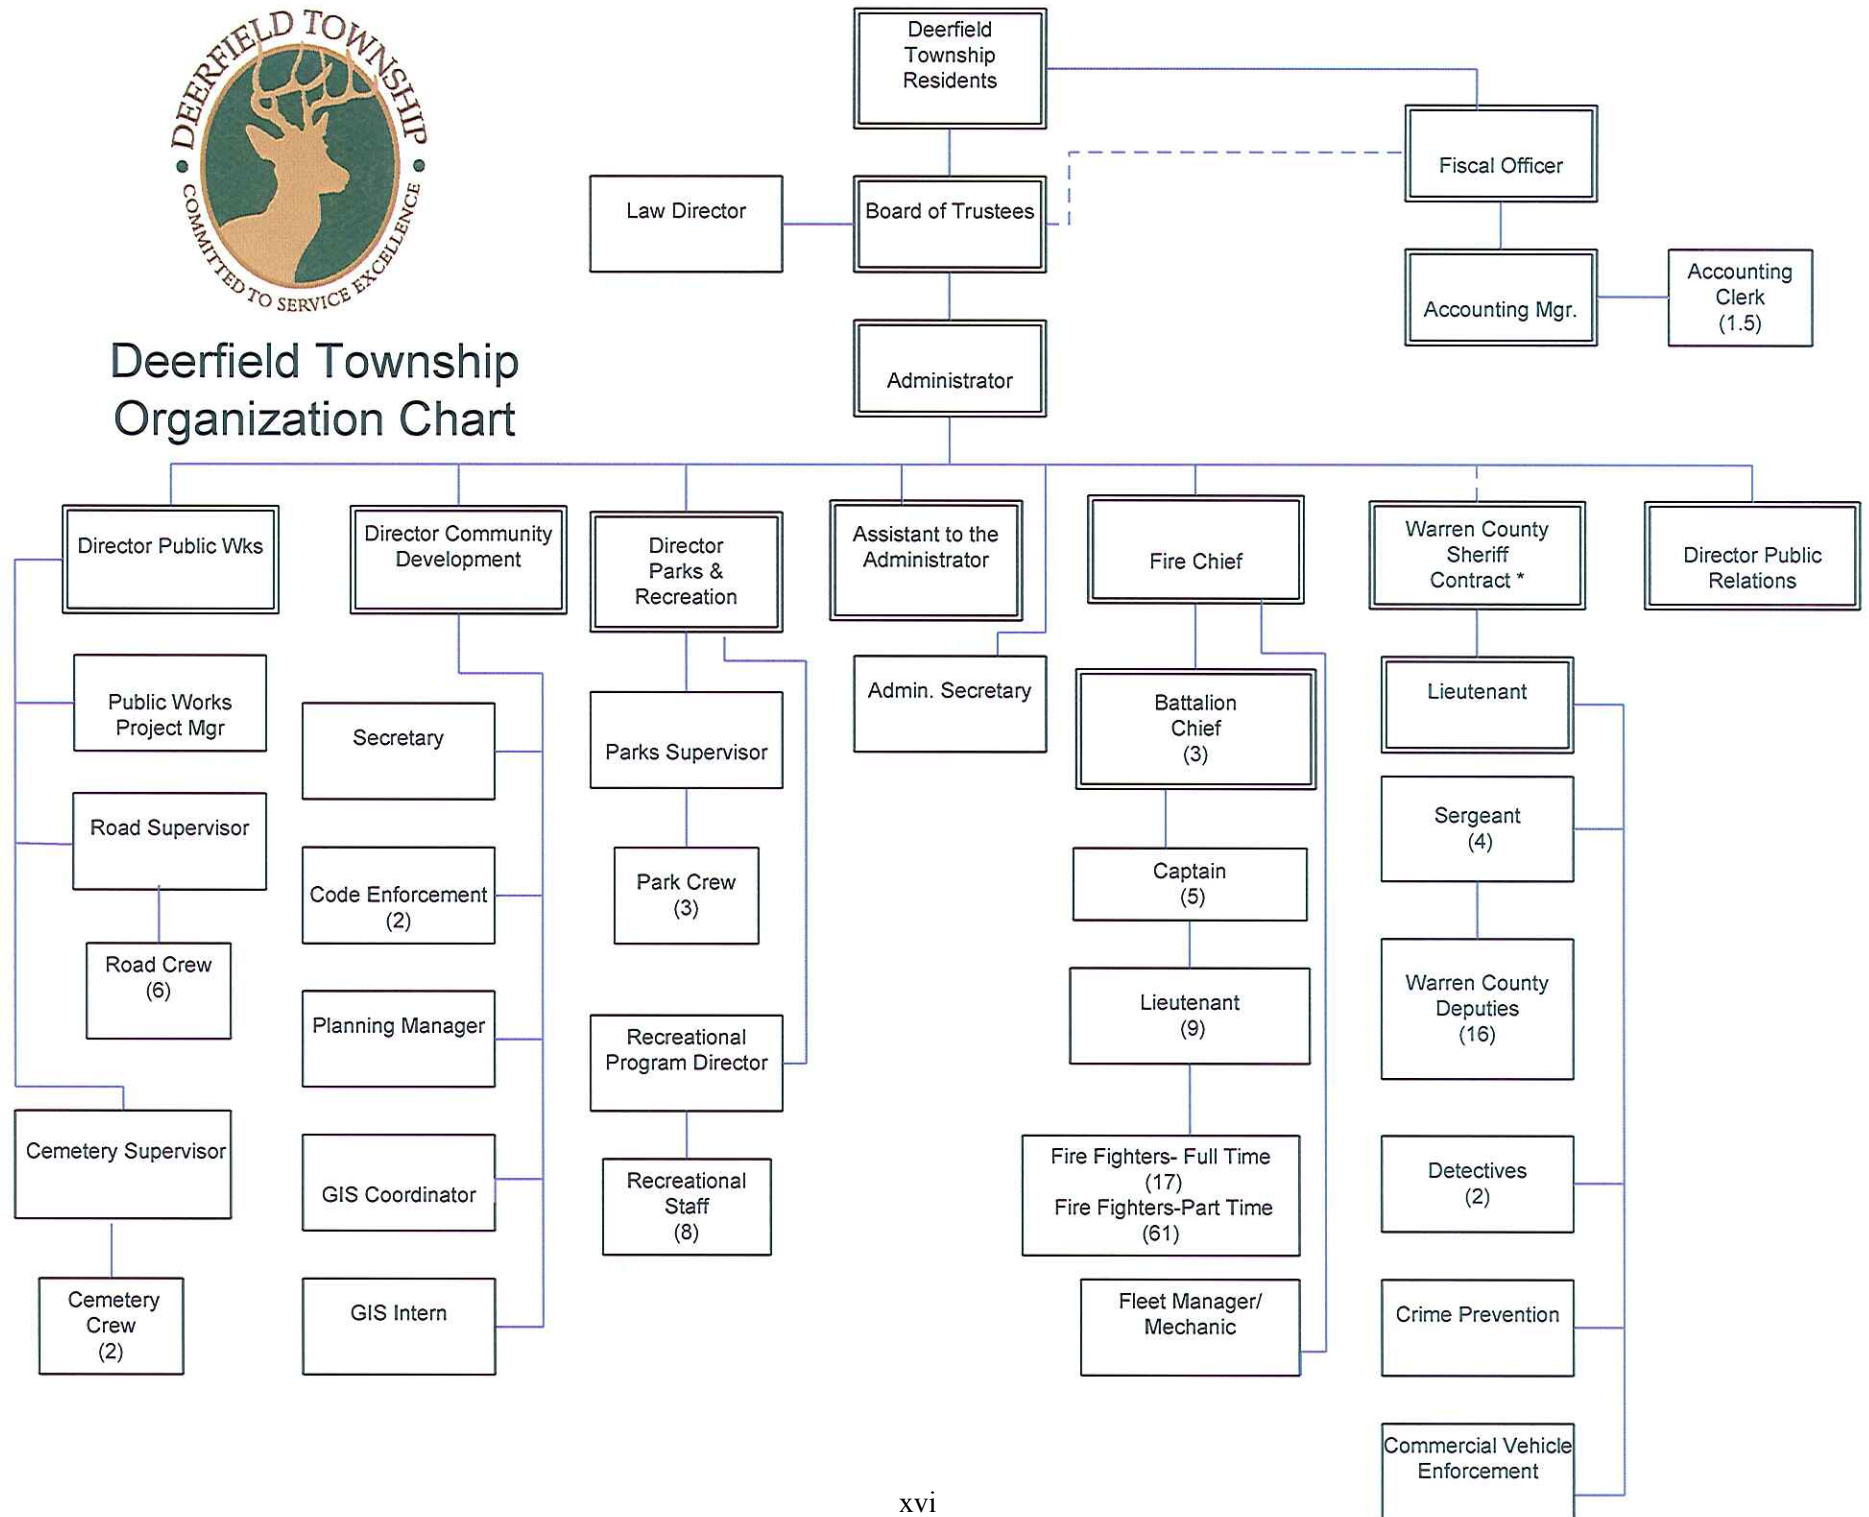 DEERFIELD TOWNSHIP
COMMITTED TO SERVICE EXCELLENCE
Deerfield Township
Organization Chart
Deerfield
Township
Residents
Fiscal Officer
Law Director
Board of Trustees
Accounting Mgr.
Accounting
Clerk
(1.5)
Administrator
Director Public Wks
Public Works
Project Mgr
Road Supervisor
Road Crew
(6)
Cemetery Supervisor
Cemetery
Crew
(2)
Director Community
Development
Secretary
Code Enforcement
(2)
Planning Manager
GIS Coordinator
GIS Intern
Director
Parks &
Recreation
Parks Supervisor
Park Crew
(3)
Recreational
Program Director
Recreational
Staff
(8)
Assistant to the
Administrator
Admin. Secretary
Fire Chief
Battalion
Chief
(3)
Captain
(5)
Lieutenant
(9)
Fire Fighters- Full Time
(17)
Fire Fighters-Part Time
(61)
Fleet Manager/
Mechanic
Warren County
Sheriff
Contract *
Lieutenant
Sergeant
(4)
Warren County
Deputies
(16)
Detectives
(2)
Crime Prevention
Commercial Vehicle
Enforcement
Director Public
Relations
xvi